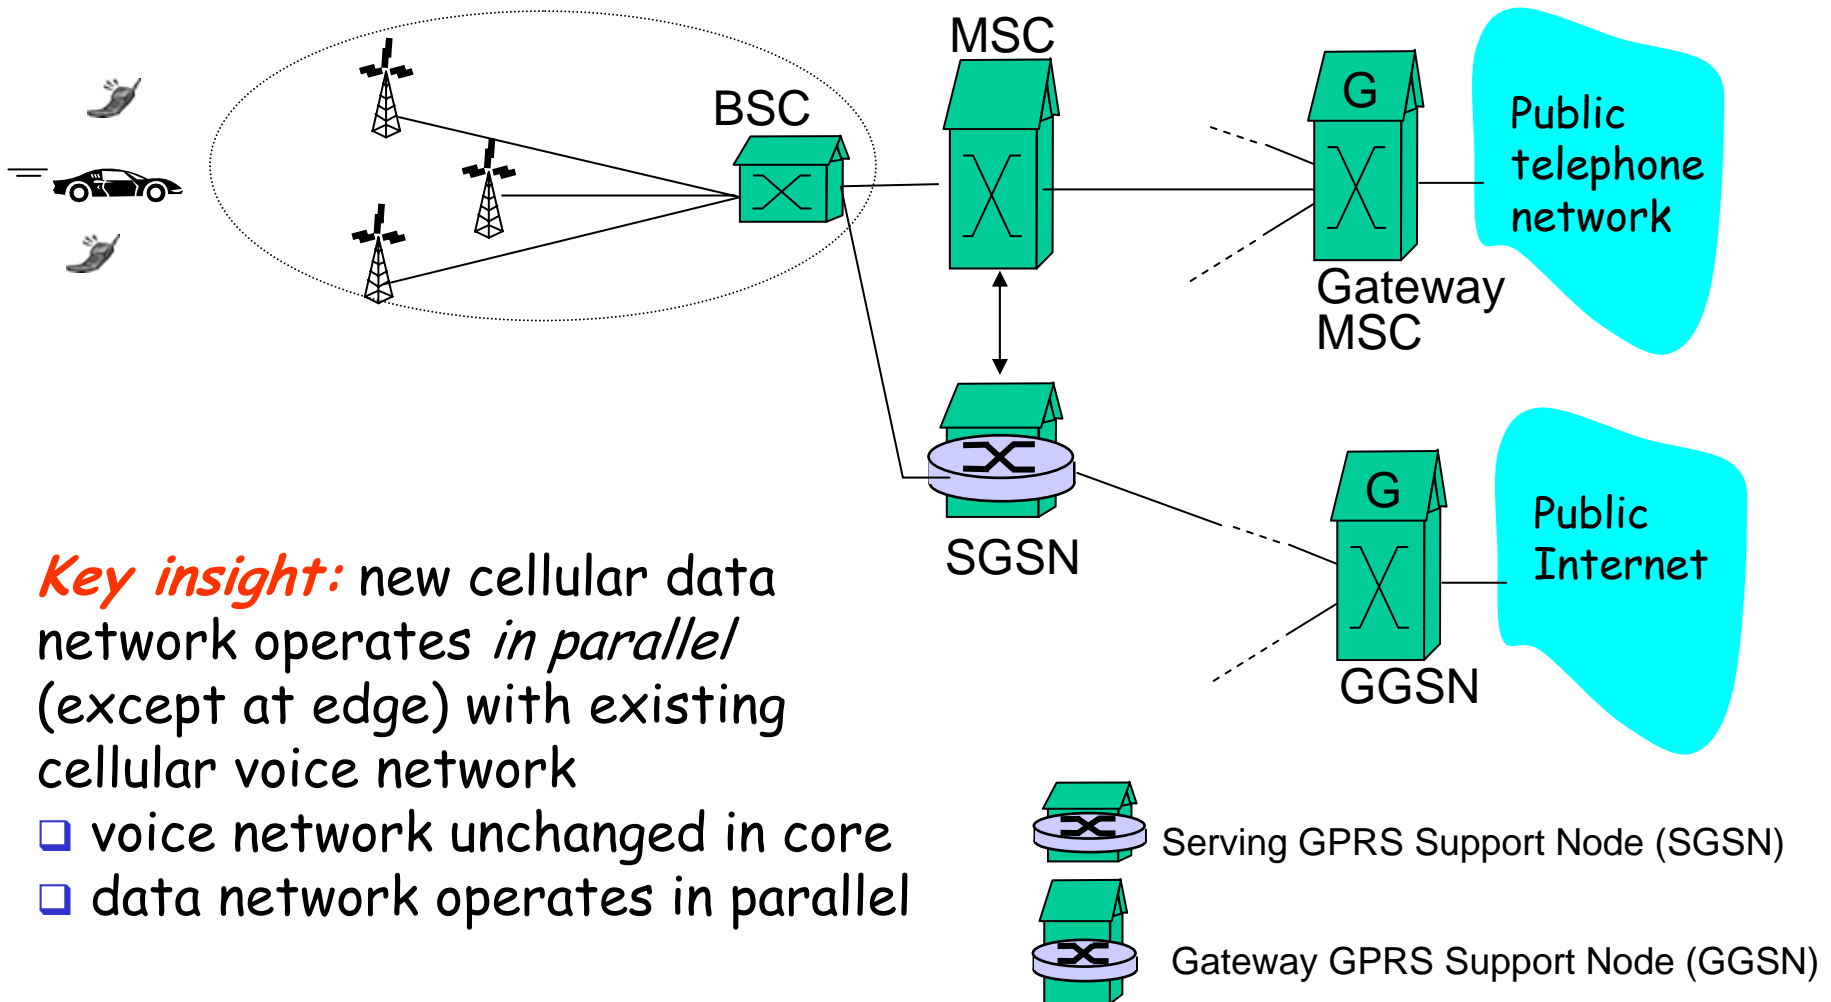 MSC
BSC
G
Public
telephone
network
Gateway
MSC
SGSN
G
Public
Internet
GGSN
Key insight: new cellular data
network operates in parallel
(except at edge) with existing
cellular voice network
❑ voice network unchanged in core
❑ data network operates in parallel
Serving GPRS Support Node (SGSN)
Gateway GPRS Support Node (GGSN)